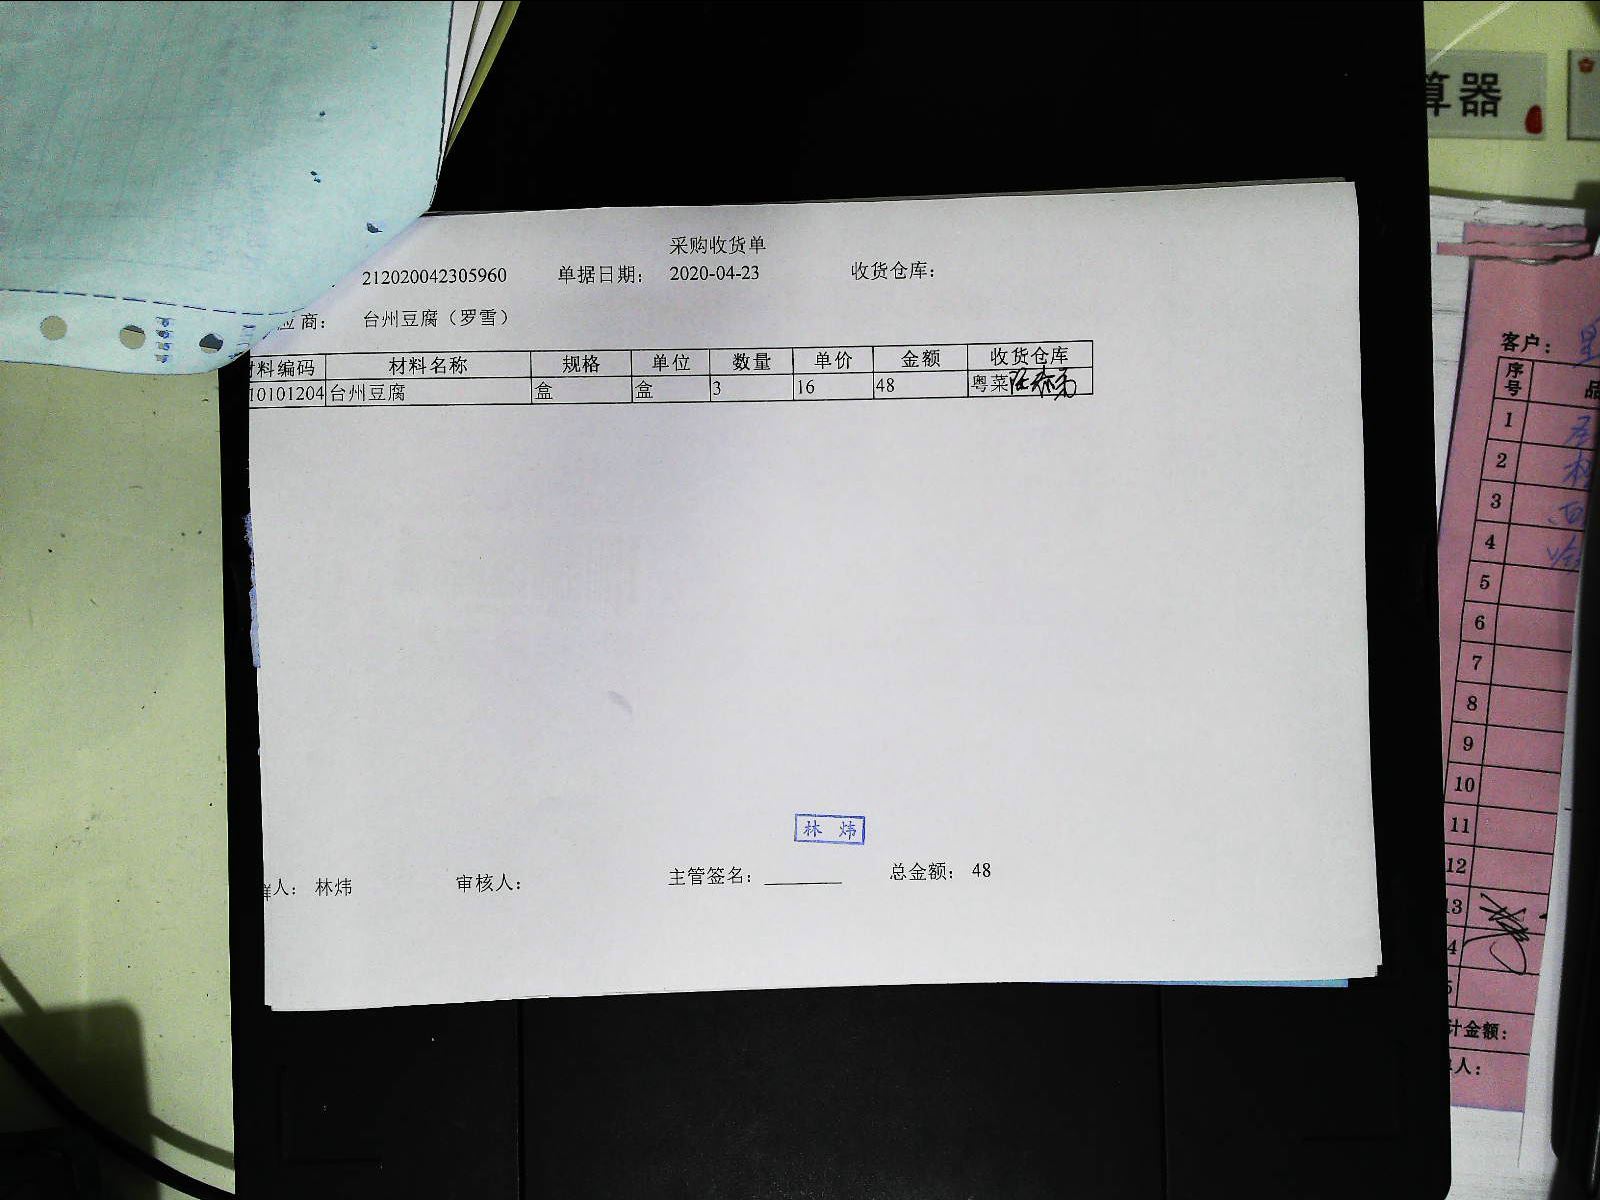 采购收货单
212020042305960 单据日期： 2020-04-23 收货仓库：
应商： 台州豆腐（罗雪）
料编码 材料名称 规格 单位 数量 单价 金额 收货仓库
10101204 台州豆腐 盒 盒 3 16 48 粤菜
林炜
人： 林炜 审核人： 主管签名：________ 总金额： 48
算器
客户：
序号 品
1
2
3
4
5
6
7
8
9
10
11
12
13
4
5
计金额：
人：